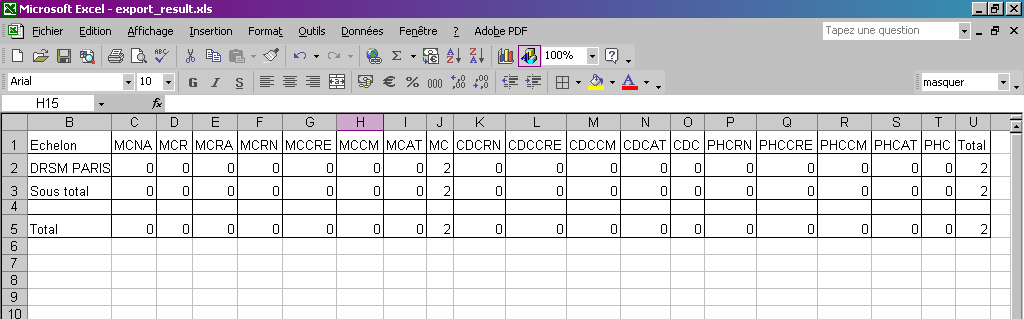 Microsoft Excel - export_result.xls
Fichier Edition Affichage Insertion Format Outils Données Fenêtre ? Adobe PDF Tapez une question
100%
Arial 10 G I S € % 000 masquer
H15 fx
B C D E F G H I J K L M N O P Q R S T U
1 Echelon MCNA MCR MCRA MCRN MCCRE MCCM MCAT MC CDCRN CDCCRE CDCCM CDCAT CDC PHCRN PHCCRE PHCCM PHCAT PHC Total
2 DRSM PARIS 0 0 0 0 0 0 0 2 0 0 0 0 0 0 0 0 0 0 2
3 Sous total 0 0 0 0 0 0 0 2 0 0 0 0 0 0 0 0 0 0 2
4
5 Total 0 0 0 0 0 0 0 2 0 0 0 0 0 0 0 0 0 0 2
6
7
8
9
10